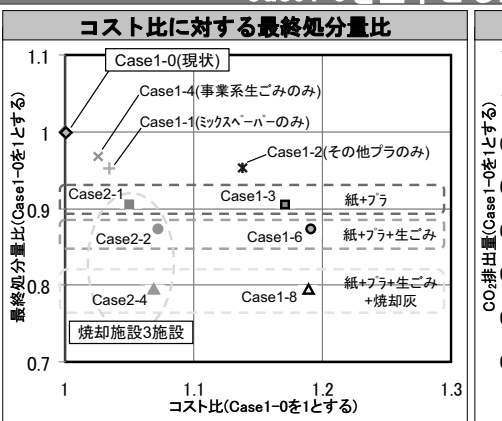 コスト比に対する最終処分量比
最終処分量比(Case1-0を1とする)
1.1
1
0.9
0.8
0.7
Case1-0(現状)
Case1-4(事業系生ごみのみ)
Case1-1(ミックスペーパーのみ)
Case1-2(その他プラのみ)
Case2-1
Case1-3
紙+プラ
Case2-2
Case1-6
紙+プラ+生ごみ
Case2-4
Case1-8
紙+プラ+生ごみ
+焼却灰
焼却施設3施設
1
1.1
1.2
1.3
コスト比(Case1-0を1とする)
CO₂排出量(Case1-0を1とする)